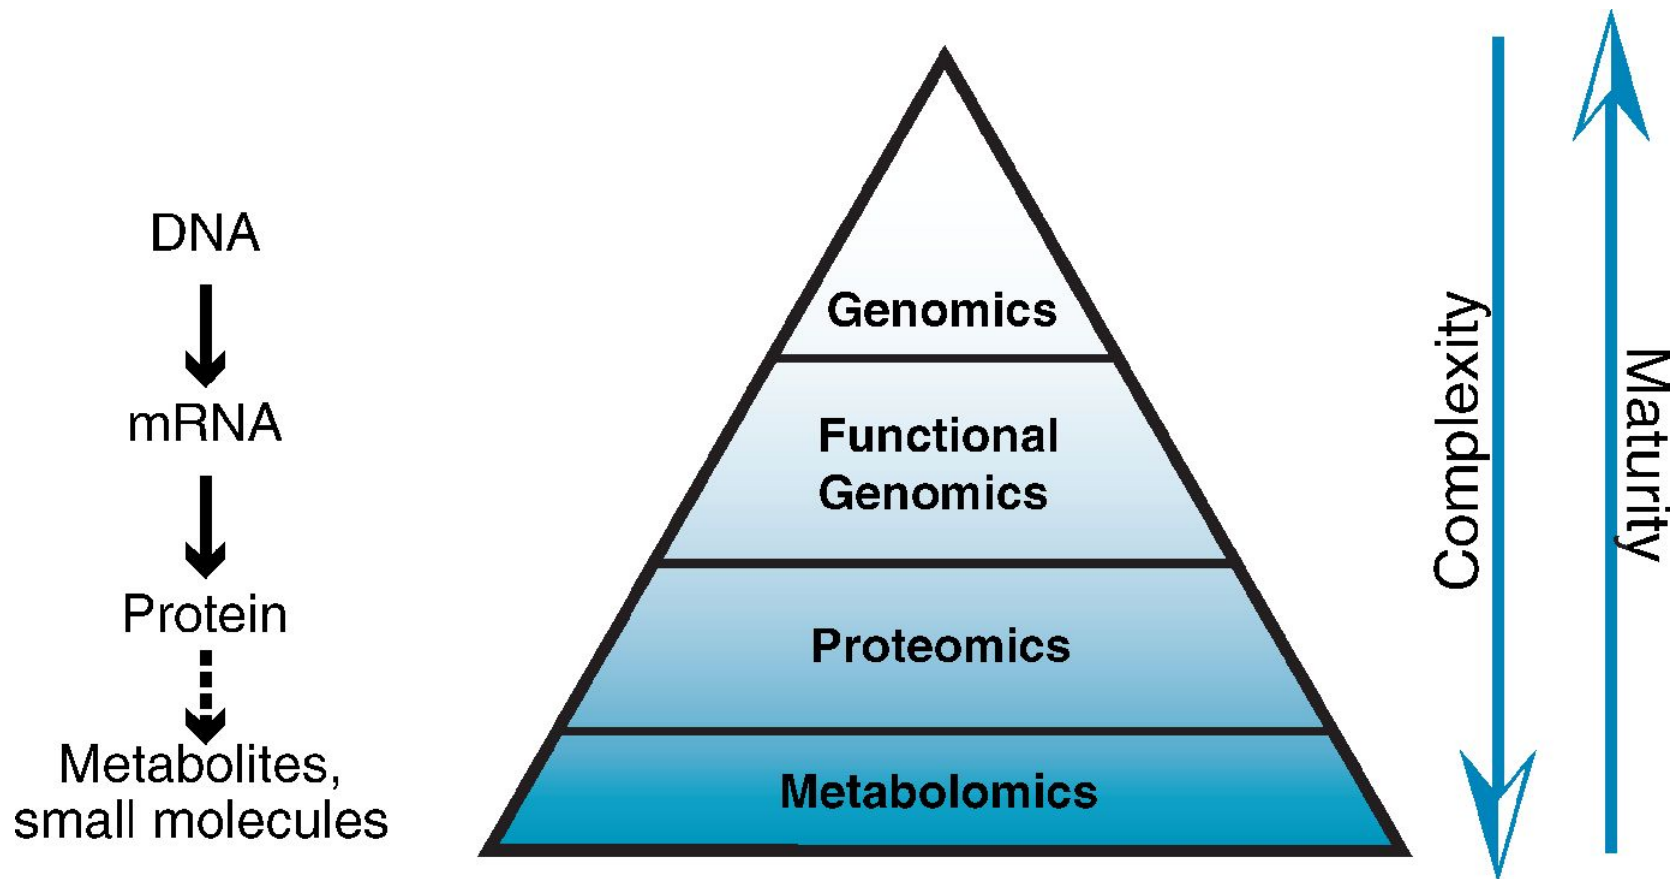 DNA
mRNA
Protein
Metabolites,
small molecules
Genomics
Functional
Genomics
Proteomics
Metabolomics
Complexity
Maturity